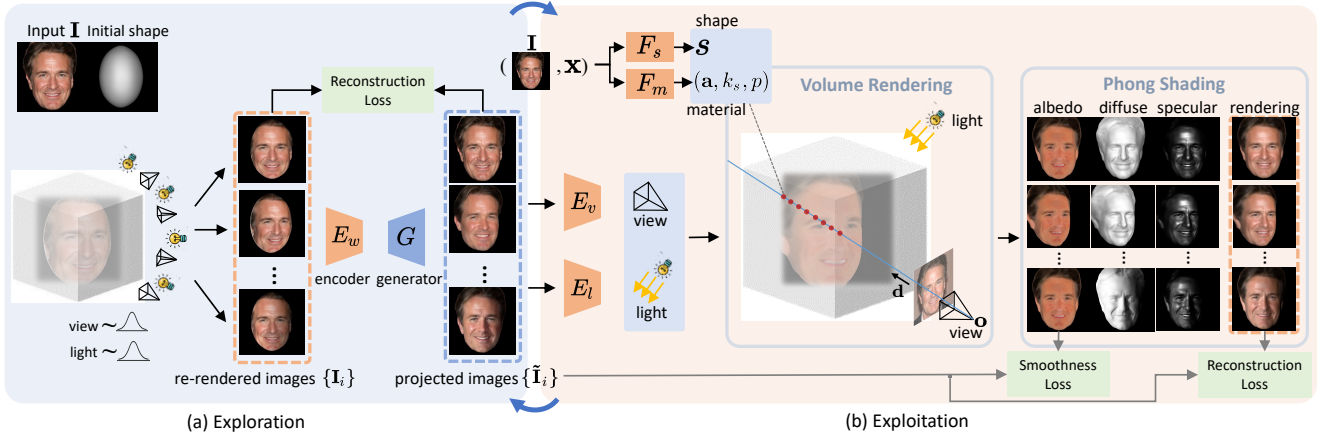 Input I Initial shape
Reconstruction
Loss
E_w
encoder
G
generator
view ~
light ~
re-rendered images {I_i}
projected images {Ĩ_i}
(a) Exploration
I
( , x)
F_s
F_m
shape
s
(a, k_s, p)
material
E_v
view
E_l
light
Volume Rendering
light
d
o
view
Phong Shading
albedo diffuse specular rendering
Smoothness
Loss
Reconstruction
Loss
(b) Exploitation